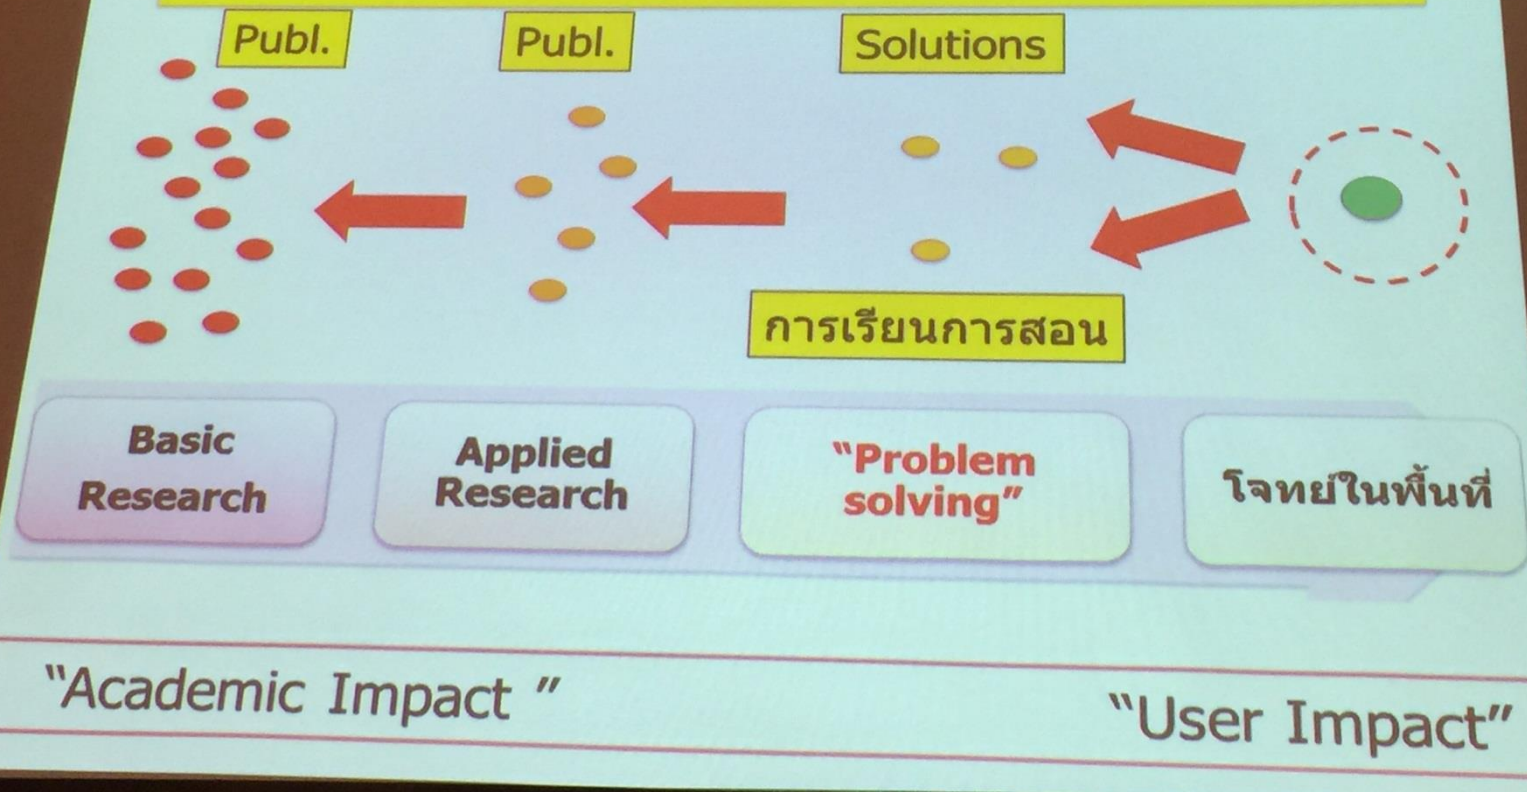 Publ.
Publ.
Solutions
การเรียนการสอน
Basic
Research
Applied
Research
“Problem
solving”
โจทย์ในพื้นที่
“Academic Impact ”
“User Impact”